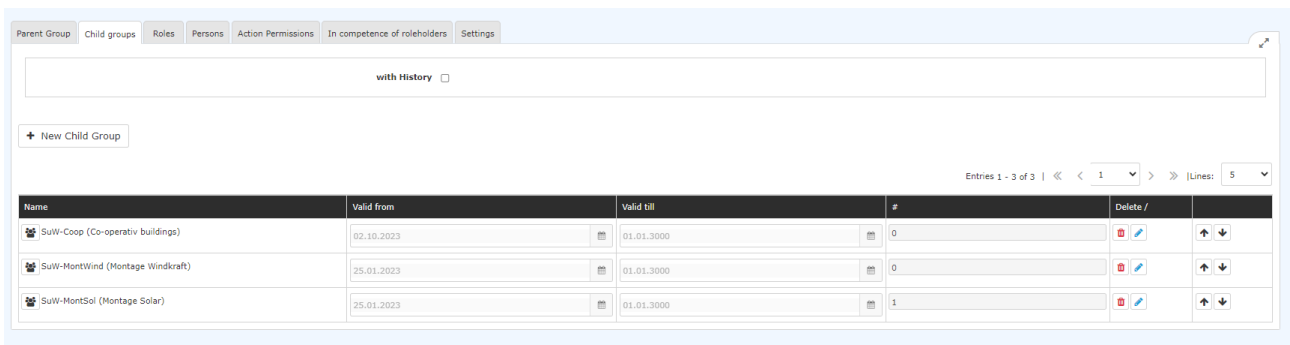 Parent Group Child groups Roles Persons Action Permissions In competence of roleholders Settings
with History
+ New Child Group
Entries 1 - 3 of 3 | 1 |Lines: 5
Name Valid from Valid till # Delete /
SuW-Coop (Co-operativ buildings) 02.10.2023 01.01.3000 0
SuW-MontWind (Montage Windkraft) 25.01.2023 01.01.3000 0
SuW-MontSol (Montage Solar) 25.01.2023 01.01.3000 1